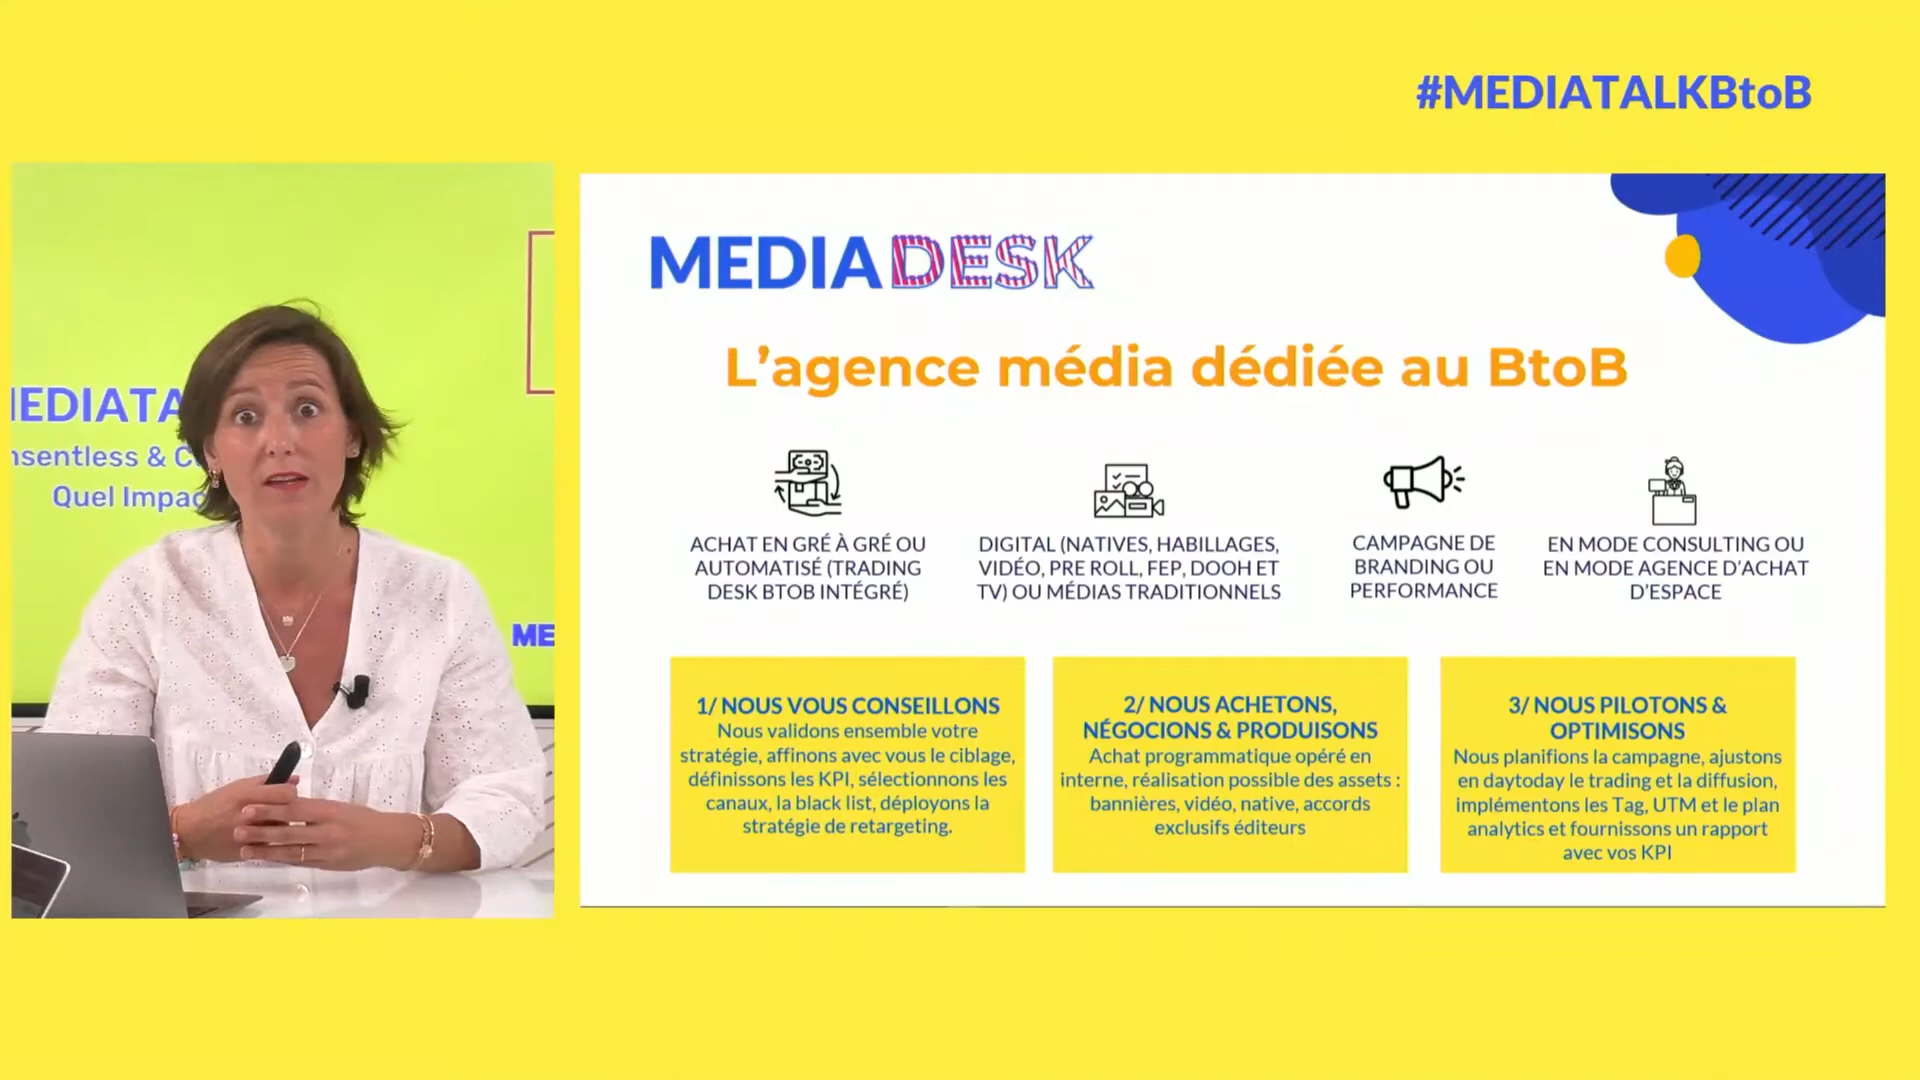 #MEDIATALKBtoB
MEDIADESK
L'agence média dédiée au BtoB
ACHAT EN GRÉ À GRÉ OU
AUTOMATISÉ (TRADING
DESK BTOB INTÉGRÉ)
DIGITAL (NATIVES, HABILLAGES,
VIDÉO, PRE ROLL, FEP, DOOH ET
TV) OU MÉDIAS TRADITIONNELS
CAMPAGNE DE
BRANDING OU
PERFORMANCE
EN MODE CONSULTING OU
EN MODE AGENCE D'ACHAT
D'ESPACE
1/ NOUS VOUS CONSEILLONS
Nous validons ensemble votre
stratégie, affinons avec vous le ciblage,
définissons les KPI, sélectionnons les
canaux, la black list, déployons la
stratégie de retargeting.
2/ NOUS ACHETONS,
NÉGOCIONS & PRODUISONS
Achat programmatique opéré en
interne, réalisation possible des assets :
bannières, vidéo, native, accords
exclusifs éditeurs
3/ NOUS PILOTONS &
OPTIMISONS
Nous planifions la campagne, ajustons
en daytoday le trading et la diffusion,
implémentons les Tag, UTM et le plan
analytics et fournissons un rapport
avec vos KPI
IEDIATA
nsentless & C
Quel Impac
ME